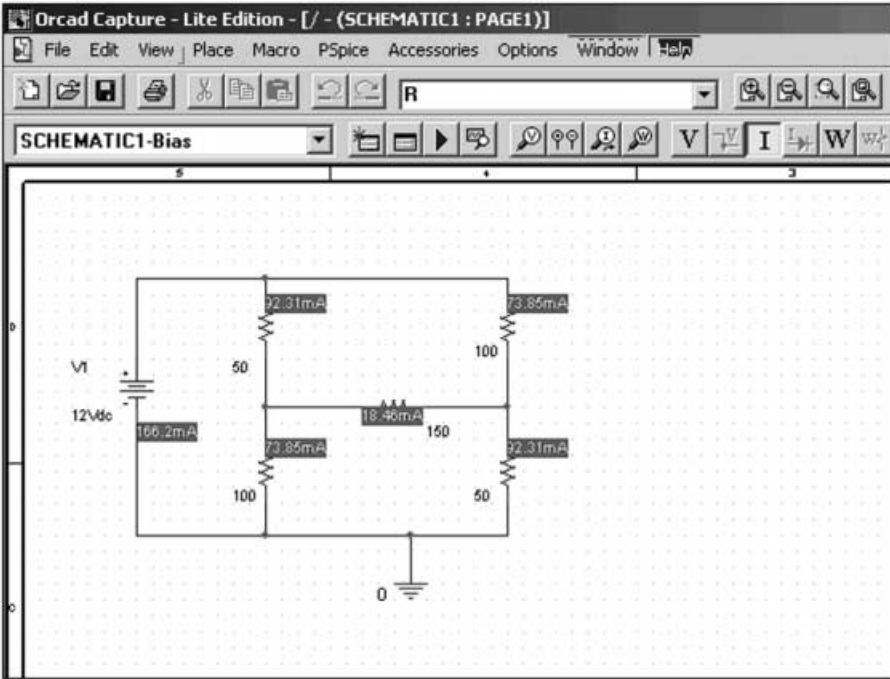 Orcad Capture - Lite Edition - [/ - (SCHEMATIC1 : PAGE1)]
File Edit View Place Macro PSpice Accessories Options Window Help
R
SCHEMATIC1-Bias
V I W
5 4 3
92.31mA 73.85mA
D
100
V1 50
+
-
18.46mA
12Vdc
166.2mA 150
73.85mA 92.31mA
100 50
0
C